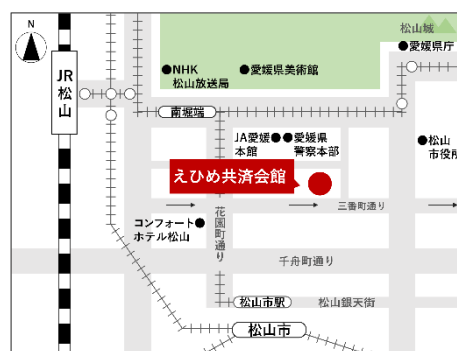 N
松山城
愛媛県庁
NHK
松山放送局
愛媛県美術館
JR
松山
南堀端
JA愛媛
本館
愛媛県
警察本部
松山
市役所
えひめ共済会館
三番町通り
花園町通り
コンフォート
ホテル松山
千舟町通り
松山市駅
松山銀天街
松山市